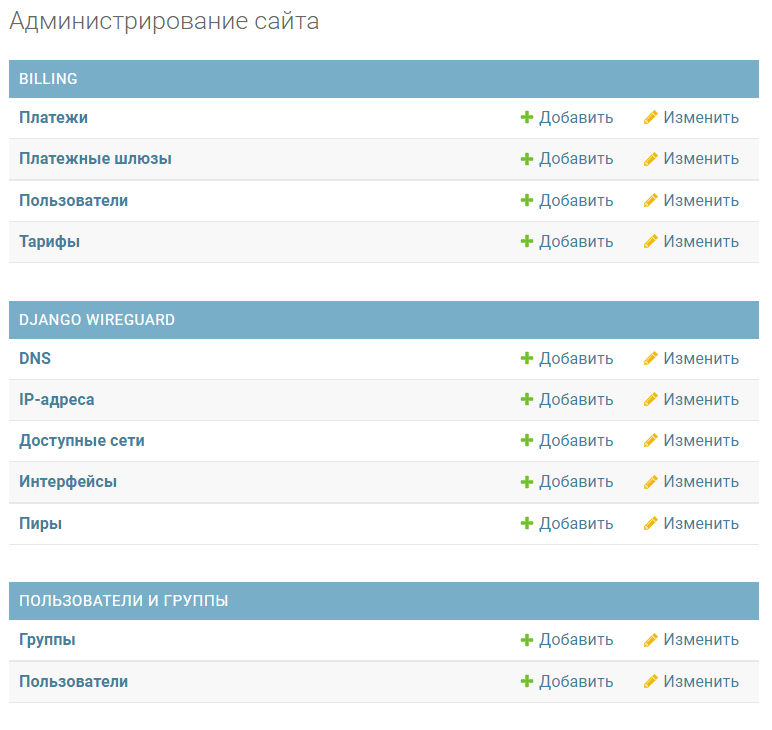 Администрирование сайта
BILLING
Платежи Добавить Изменить
Платежные шлюзы Добавить Изменить
Пользователи Добавить Изменить
Тарифы Добавить Изменить
DJANGO WIREGUARD
DNS Добавить Изменить
IP-адреса Добавить Изменить
Доступные сети Добавить Изменить
Интерфейсы Добавить Изменить
Пиры Добавить Изменить
ПОЛЬЗОВАТЕЛИ И ГРУППЫ
Группы Добавить Изменить
Пользователи Добавить Изменить